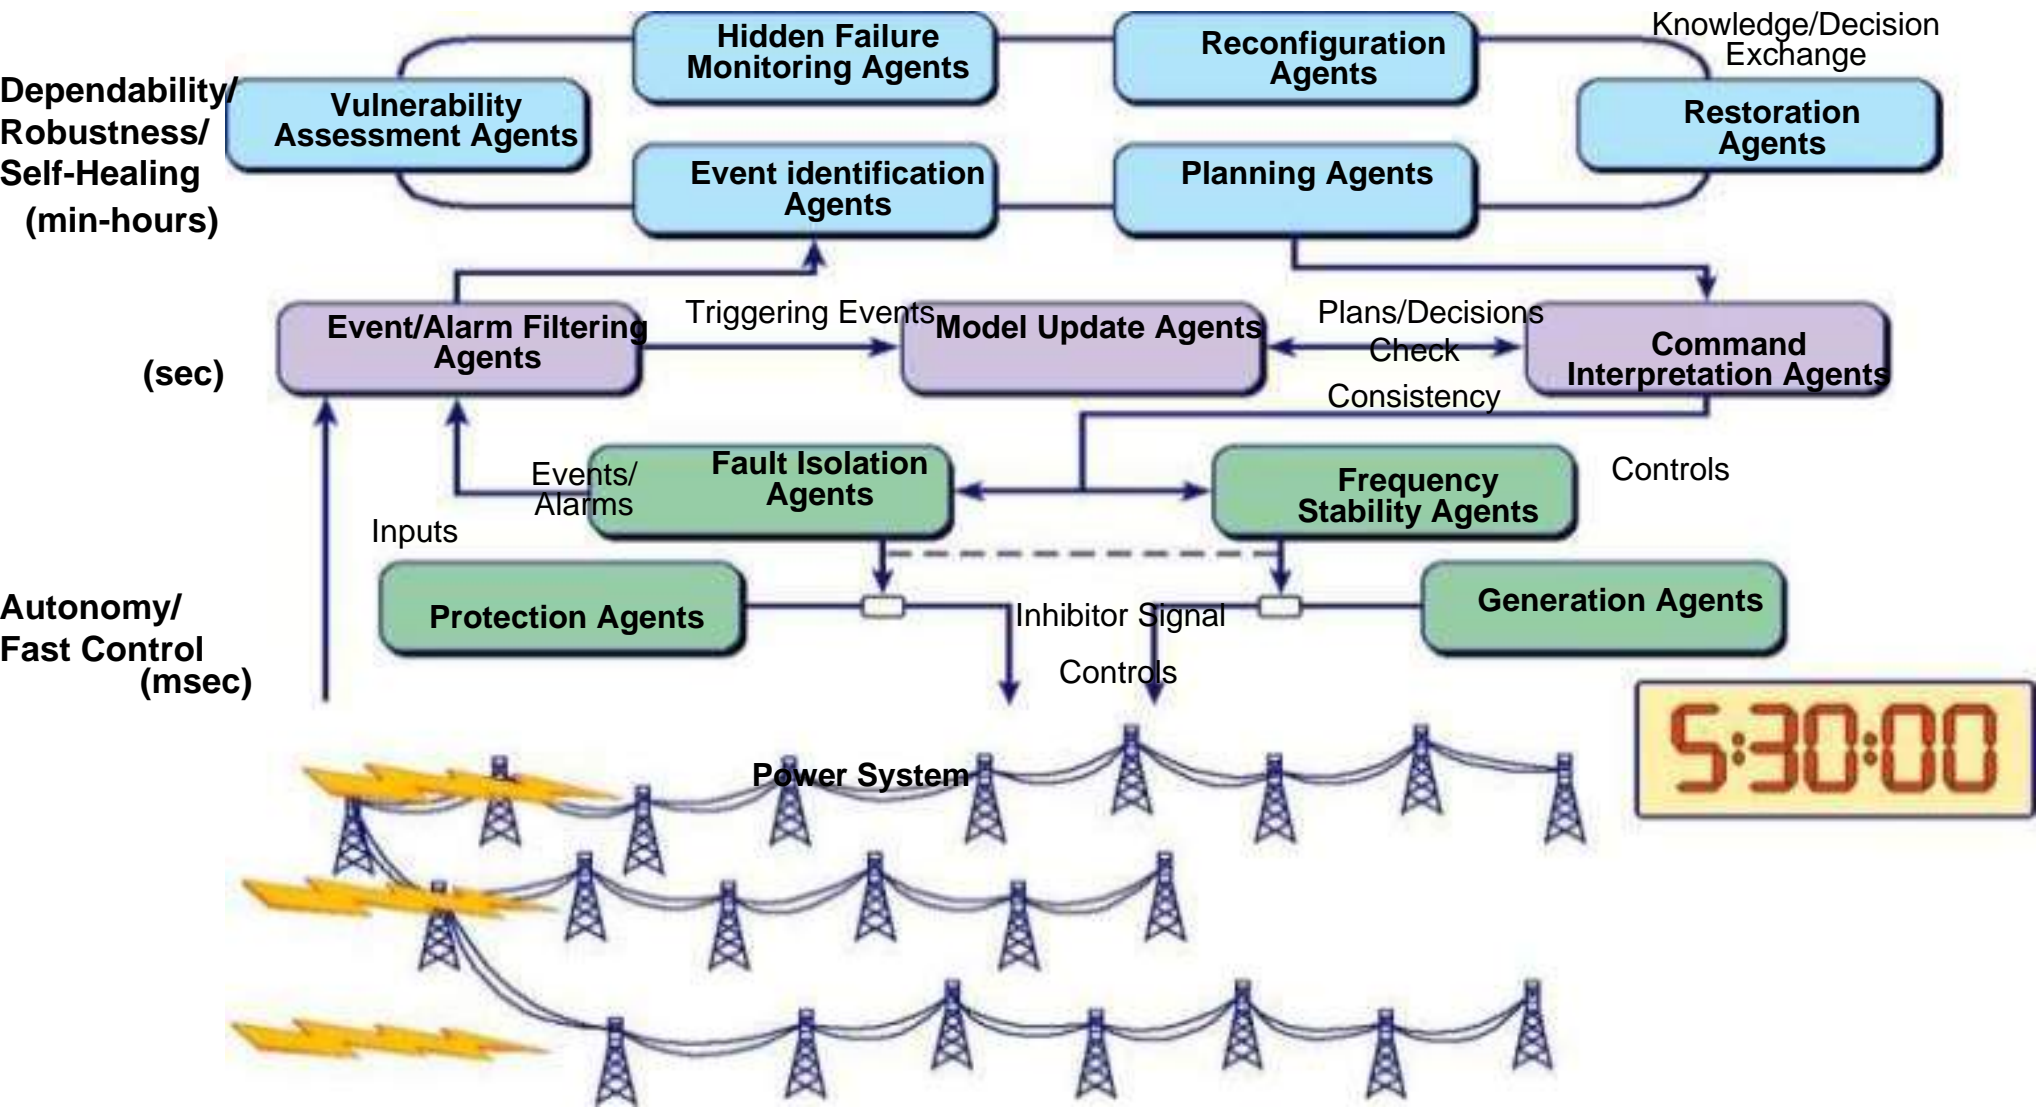 Knowledge/Decision
Exchange
Hidden Failure
Monitoring Agents
Reconfiguration
Agents
Dependability/
Robustness/
Self-Healing
(min-hours)
Vulnerability
Assessment Agents
Restoration
Agents
Event identification
Agents
Planning Agents
(sec)
Event/Alarm Filtering
Agents
Triggering Events
Model Update Agents
Plans/Decisions
Check
Consistency
Command
Interpretation Agents
Events/
Alarms
Fault Isolation
Agents
Frequency
Stability Agents
Controls
Inputs
Autonomy/
Fast Control
(msec)
Protection Agents
Inhibitor Signal
Controls
Generation Agents
Power System
5:30:00